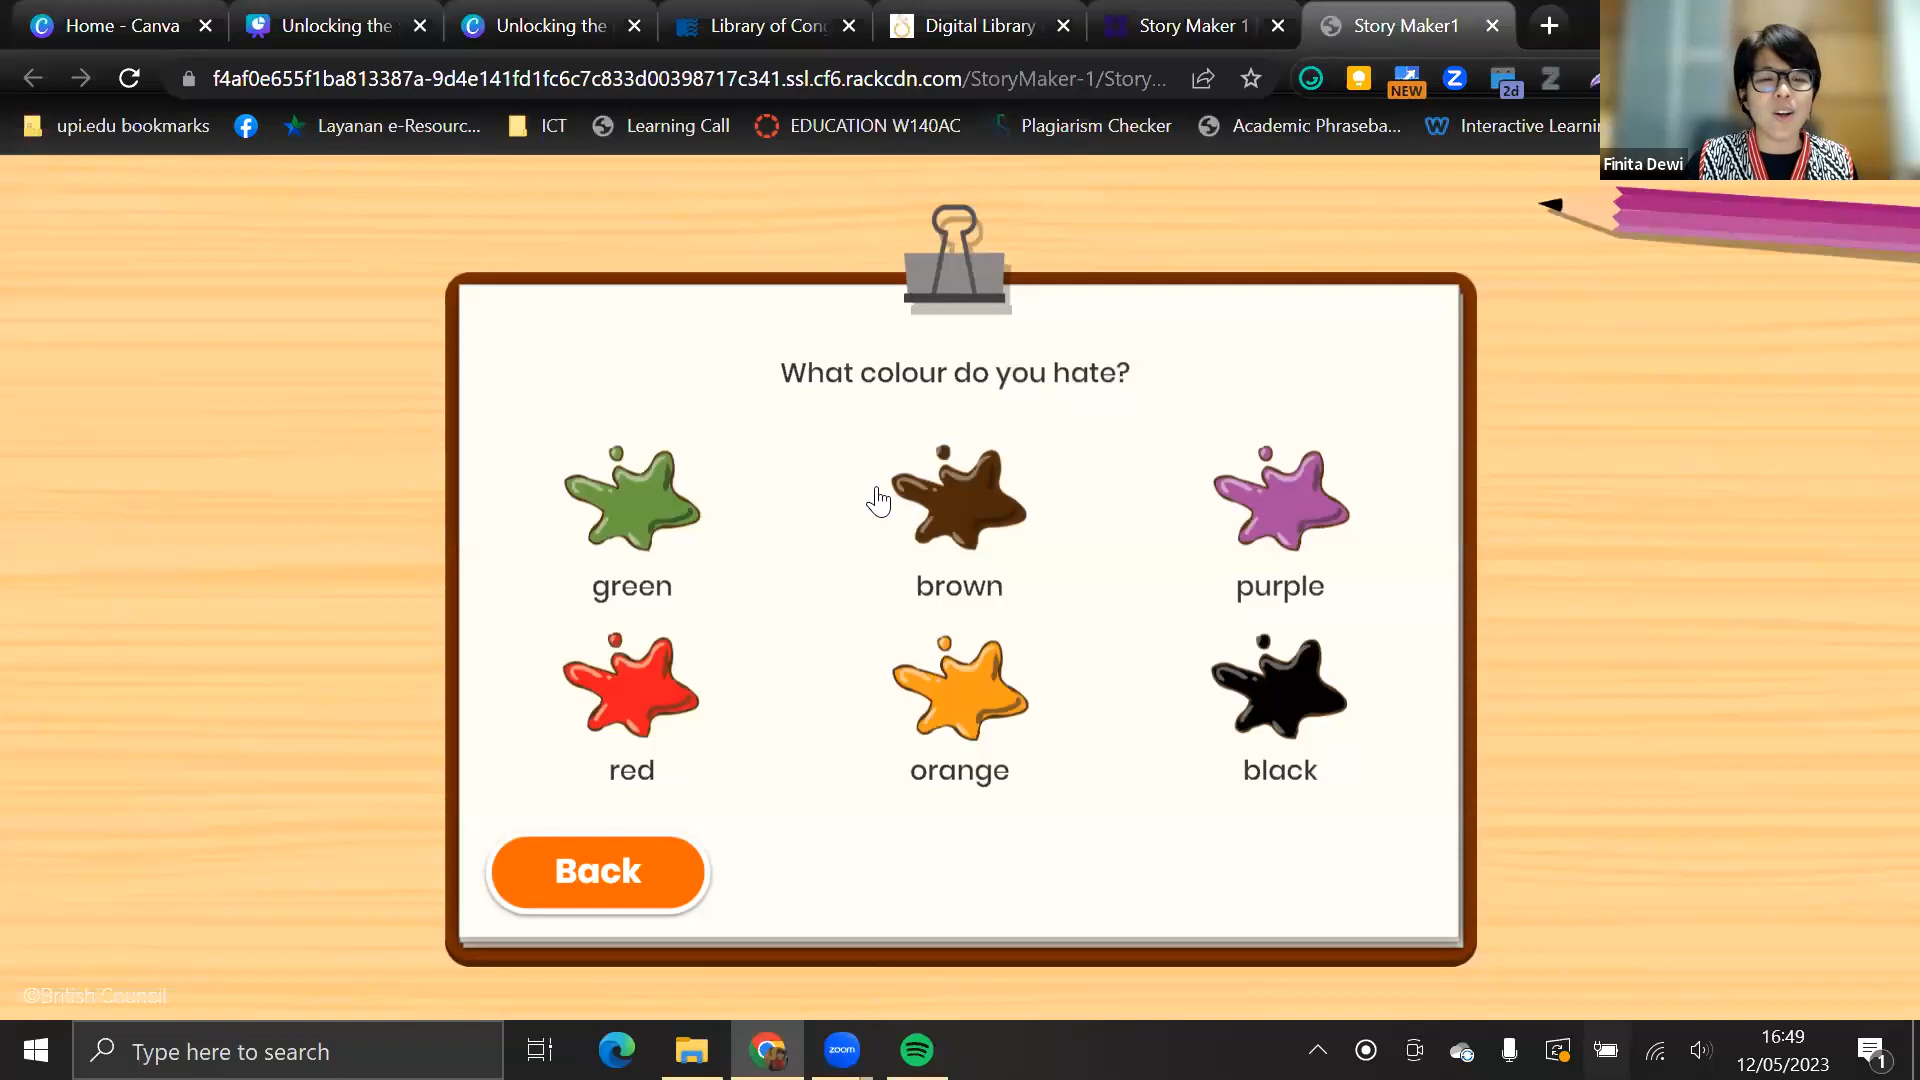 Home - Canva
Unlocking the
Unlocking the
Library of Con
Digital Library
Story Maker 1
Story Maker1
f4af0e655f1ba813387a-9d4e141fd1fc6c7c833d00398717c341.ssl.cf6.rackcdn.com/StoryMaker-1/Story...
NEW
2d
upi.edu bookmarks
Layanan e-Resourc...
ICT
Learning Call
EDUCATION W140AC
Plagiarism Checker
Academic Phraseba...
Interactive Learnin
Finita Dewi
What colour do you hate?
green
brown
purple
red
orange
black
Back
©British Council
Type here to search
zoom
16:49
12/05/2023
1